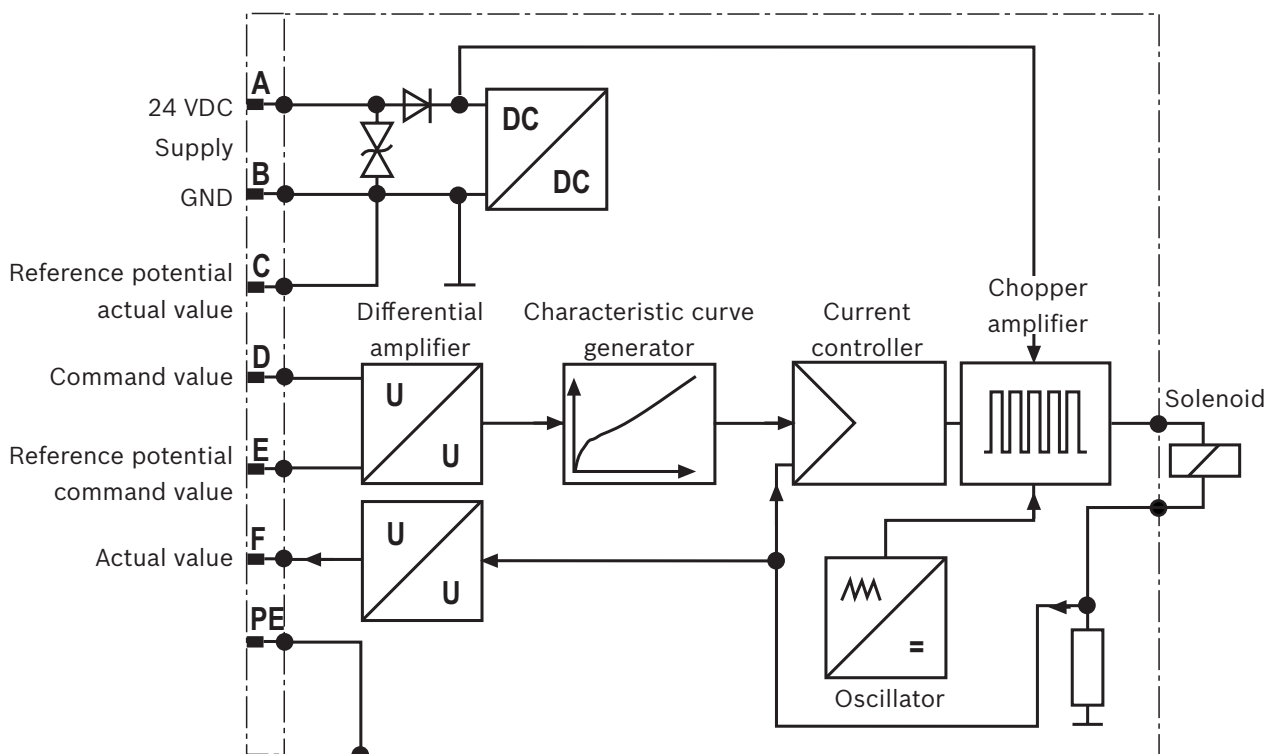 A
24 VDC
Supply
B
GND
C
Reference potential
actual value
D
Command value
E
Reference potential
command value
F
Actual value
PE
DC
DC
Differential
amplifier
U
U
Characteristic curve
generator
Current
controller
Chopper
amplifier
Solenoid
U
U
=
Oscillator